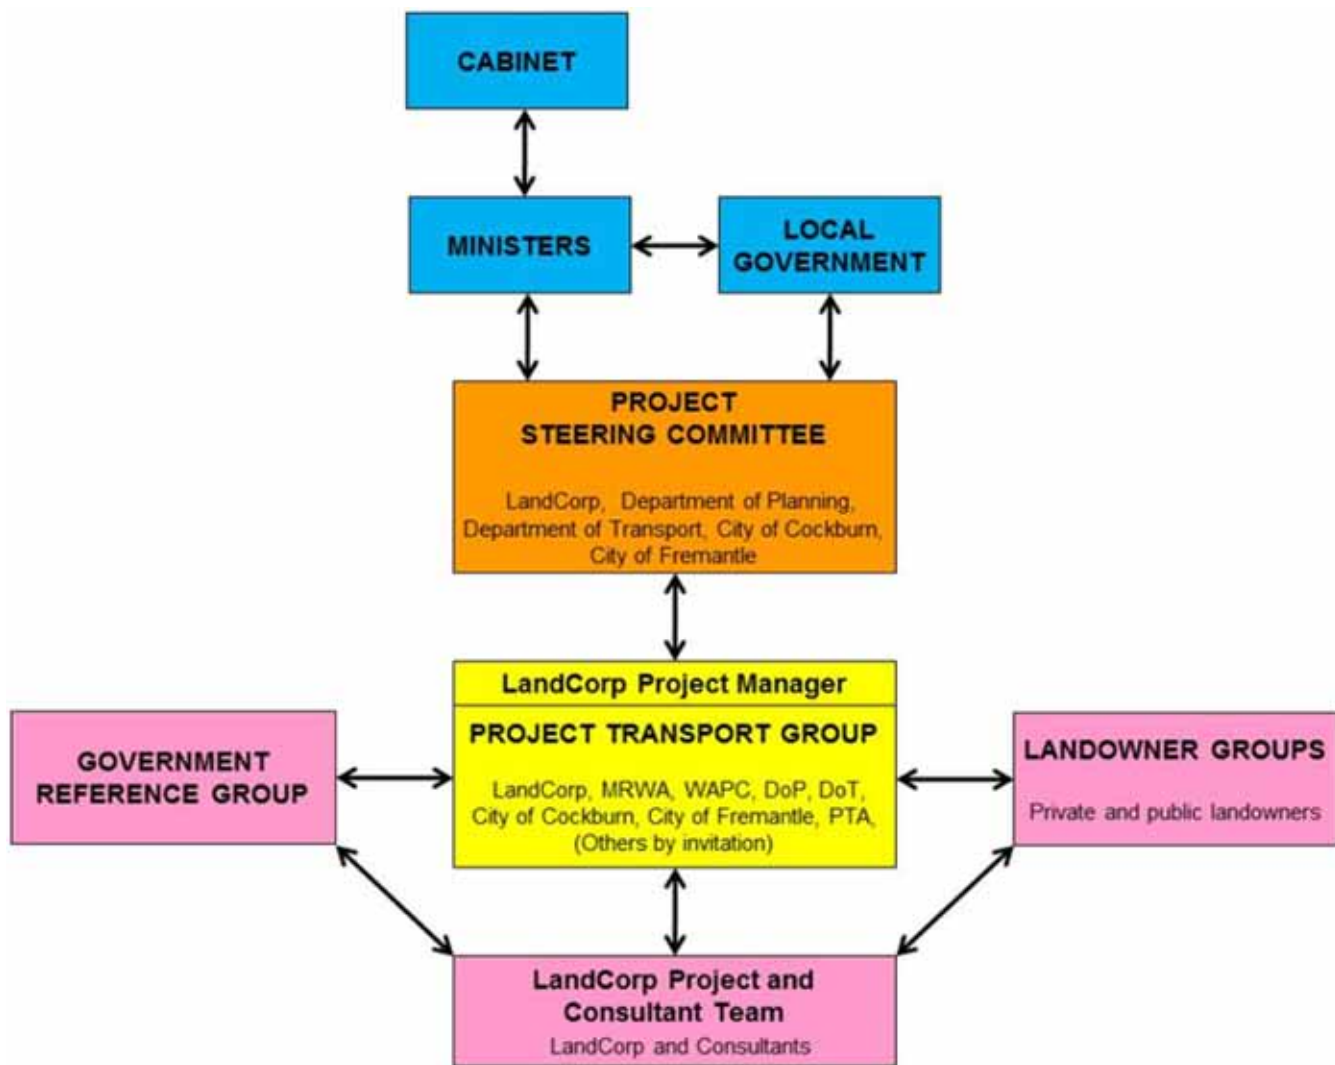 CABINET
MINISTERS
LOCAL
GOVERNMENT
PROJECT
STEERING COMMITTEE
LandCorp, Department of Planning,
Department of Transport, City of Cockburn,
City of Fremantle
LandCorp Project Manager
PROJECT TRANSPORT GROUP
LandCorp, MRWA, WAPC, DoP, DoT,
City of Cockburn, City of Fremantle, PTA,
(Others by invitation)
GOVERNMENT
REFERENCE GROUP
LANDOWNER GROUPS
Private and public landowners
LandCorp Project and
Consultant Team
LandCorp and Consultants